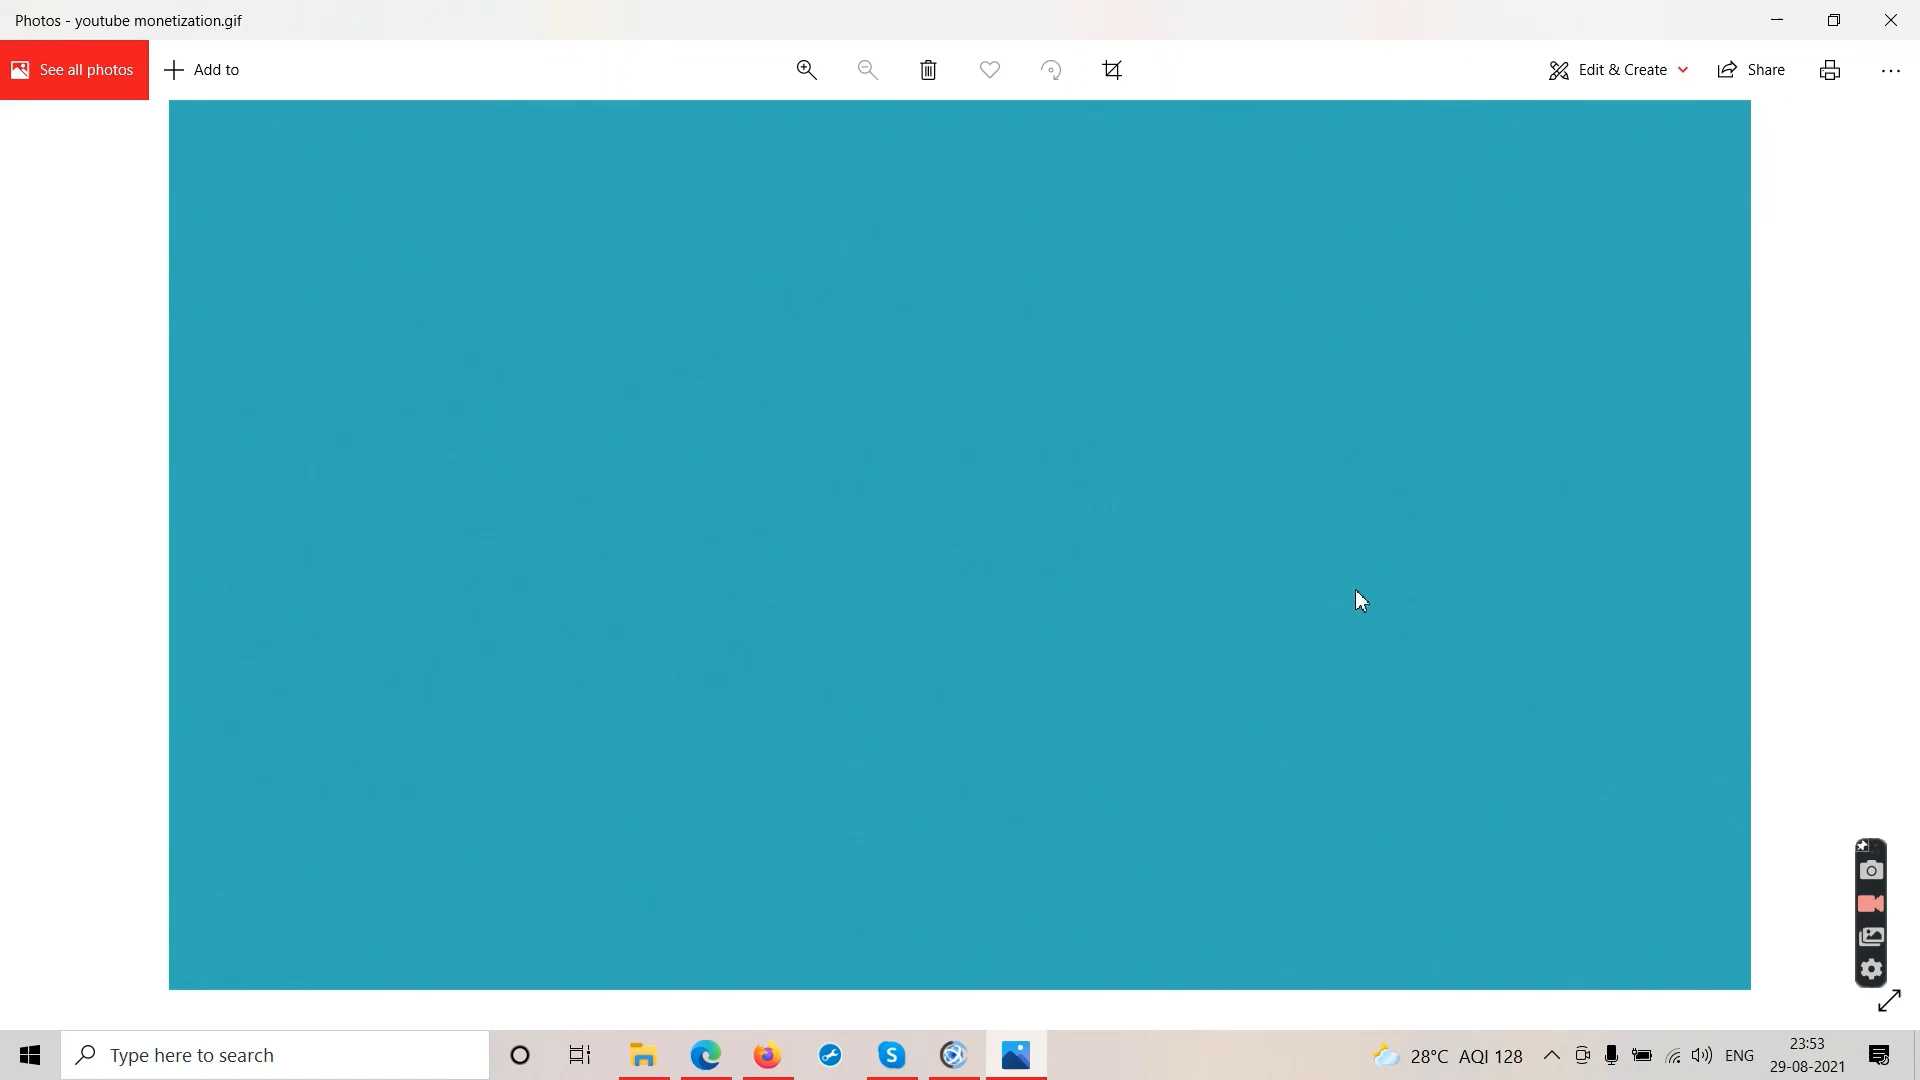 Photos - youtube monetization.gif
See all photos
Add to
Edit & Create
Share
Type here to search
28°C AQI 128
ENG
23:53
29-08-2021